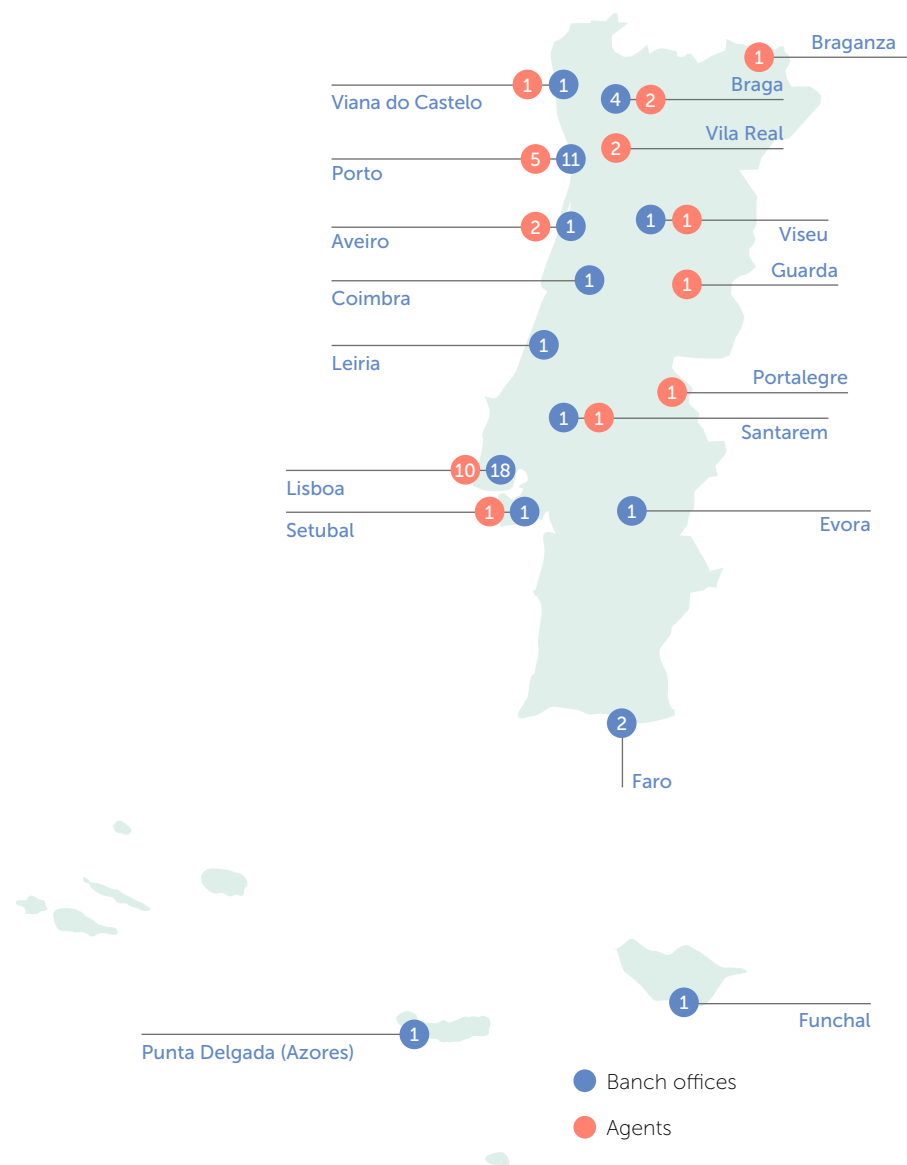 Braganza
1
Viana do Castelo
1 1
Braga
4 2
Vila Real
2
Porto
5 11
Aveiro
2 1
Viseu
1 1
Coimbra
1
Guarda
1
Leiria
1
Portalegre
1
Santarem
1 1
Lisboa
10 18
Setubal
1 1
Evora
1
2
Faro
1
Funchal
1
Punta Delgada (Azores)
Banch offices
Agents